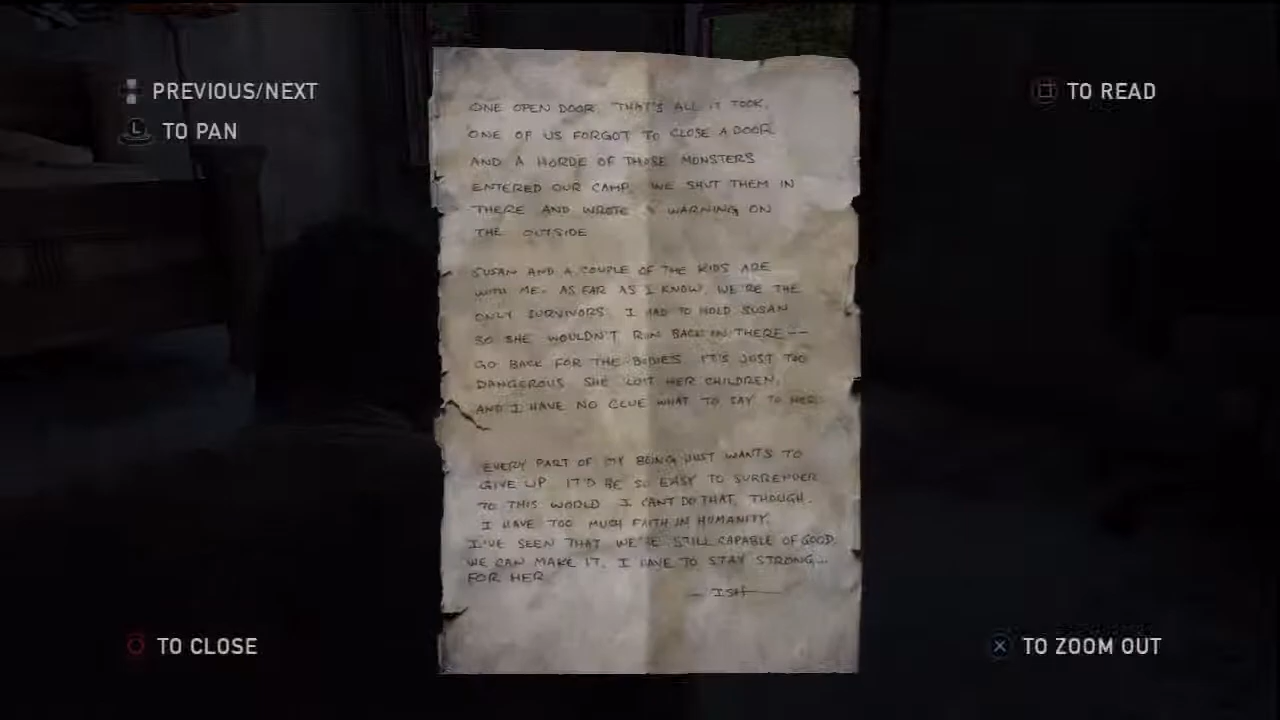 PREVIOUS/NEXT
L TO PAN
TO READ
ONE OPEN DOOR. THAT'S ALL IT TOOK.
ONE OF US FORGOT TO CLOSE A DOOR
AND A HORDE OF THOSE MONSTERS
ENTERED OUR CAMP. WE SHUT THEM IN
THERE AND WROTE A WARNING ON
THE OUTSIDE
SUSAN AND A COUPLE OF THE KIDS ARE
WITH ME. AS FAR AS I KNOW, WE'RE THE
ONLY SURVIVORS. I HAD TO HOLD SUSAN
SO SHE WOULDN'T RUN BACK IN THERE--
GO BACK FOR THE BODIES. IT'S JUST TOO
DANGEROUS. SHE LOST HER CHILDREN,
AND I HAVE NO CLUE WHAT TO SAY TO HER.
EVERY PART OF MY BEING JUST WANTS TO
GIVE UP. IT'D BE SO EASY TO SURRENDER
TO THIS WORLD. I CAN'T DO THAT, THOUGH.
I HAVE TOO MUCH FAITH IN HUMANITY.
I'VE SEEN THAT WE'RE STILL CAPABLE OF GOOD.
WE CAN MAKE IT. I HAVE TO STAY STRONG...
FOR HER
— ISH
TO CLOSE
TO ZOOM OUT